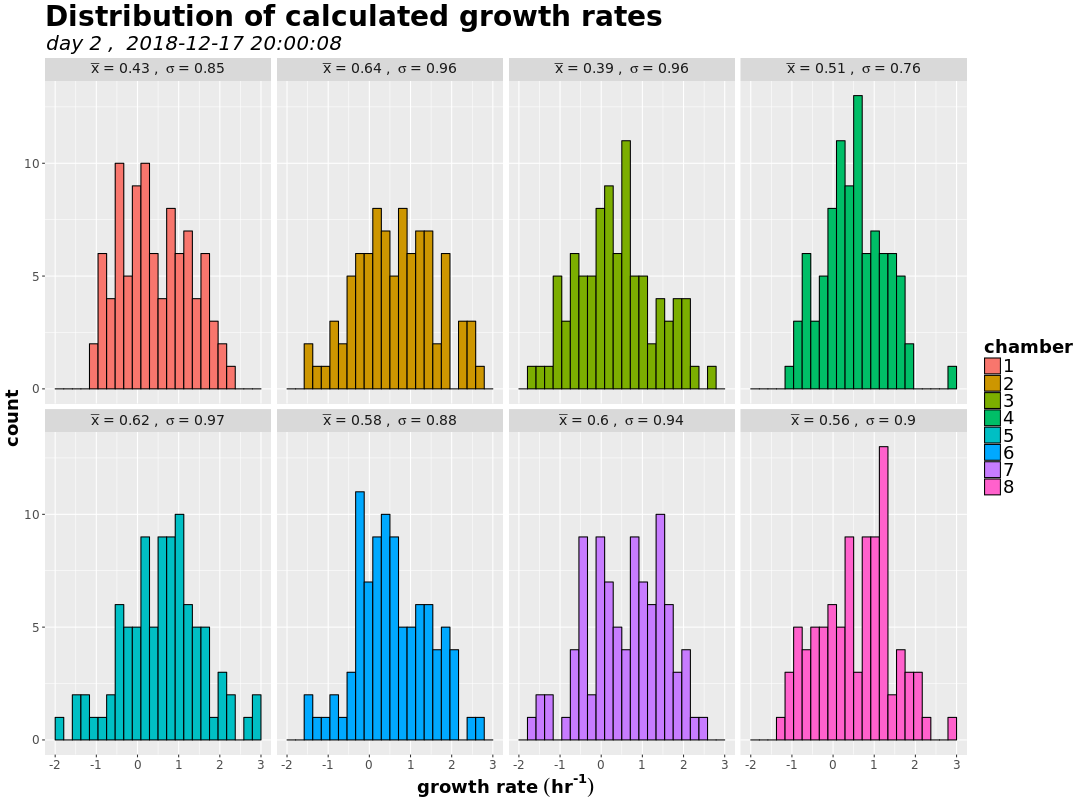 Distribution of calculated growth rates
day 2 ,  2018-12-17 20:00:08
x̅ = 0.43 ,  σ = 0.85
x̅ = 0.64 ,  σ = 0.96
x̅ = 0.39 ,  σ = 0.96
x̅ = 0.51 ,  σ = 0.76
10
5
0
x̅ = 0.62 ,  σ = 0.97
x̅ = 0.58 ,  σ = 0.88
x̅ = 0.6 ,  σ = 0.94
x̅ = 0.56 ,  σ = 0.9
10
5
0
-2 -1 0 1 2 3
-2 -1 0 1 2 3
-2 -1 0 1 2 3
-2 -1 0 1 2 3
count
growth rate (hr⁻¹)
chamber
1
2
3
4
5
6
7
8